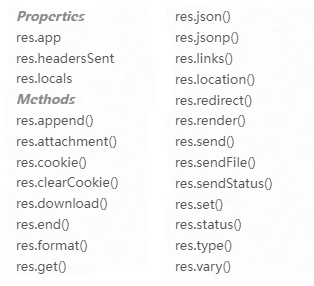 Properties
res.app
res.headersSent
res.locals
Methods
res.append()
res.attachment()
res.cookie()
res.clearCookie()
res.download()
res.end()
res.format()
res.get()
res.json()
res.jsonp()
res.links()
res.location()
res.redirect()
res.render()
res.send()
res.sendFile()
res.sendStatus()
res.set()
res.status()
res.type()
res.vary()